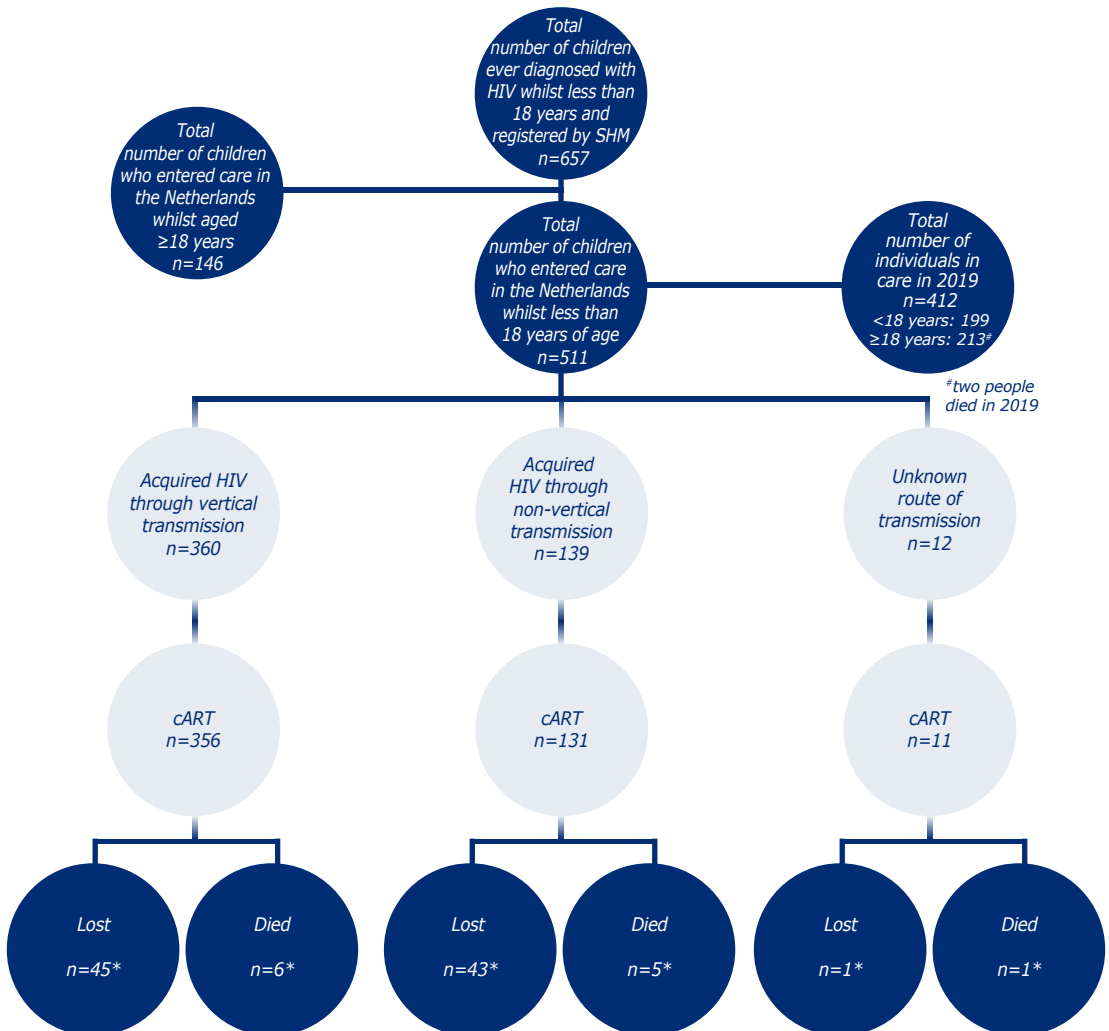 Total
number of children
ever diagnosed with
HIV whilst less than
18 years and
registered by SHM
n=657
Total
number of children
who entered care in
the Netherlands
whilst aged
≥18 years
n=146
Total
number of children
who entered care
in the Netherlands
whilst less than
18 years of age
n=511
Total
number of
individuals in
care in 2019
n=412
<18 years: 199
≥18 years: 213#
#two people
died in 2019
Acquired HIV
through vertical
transmission
n=360
Acquired
HIV through
non-vertical
transmission
n=139
Unknown
route of
transmission
n=12
cART
n=356
cART
n=131
cART
n=11
Lost
n=45*
Died
n=6*
Lost
n=43*
Died
n=5*
Lost
n=1*
Died
n=1*